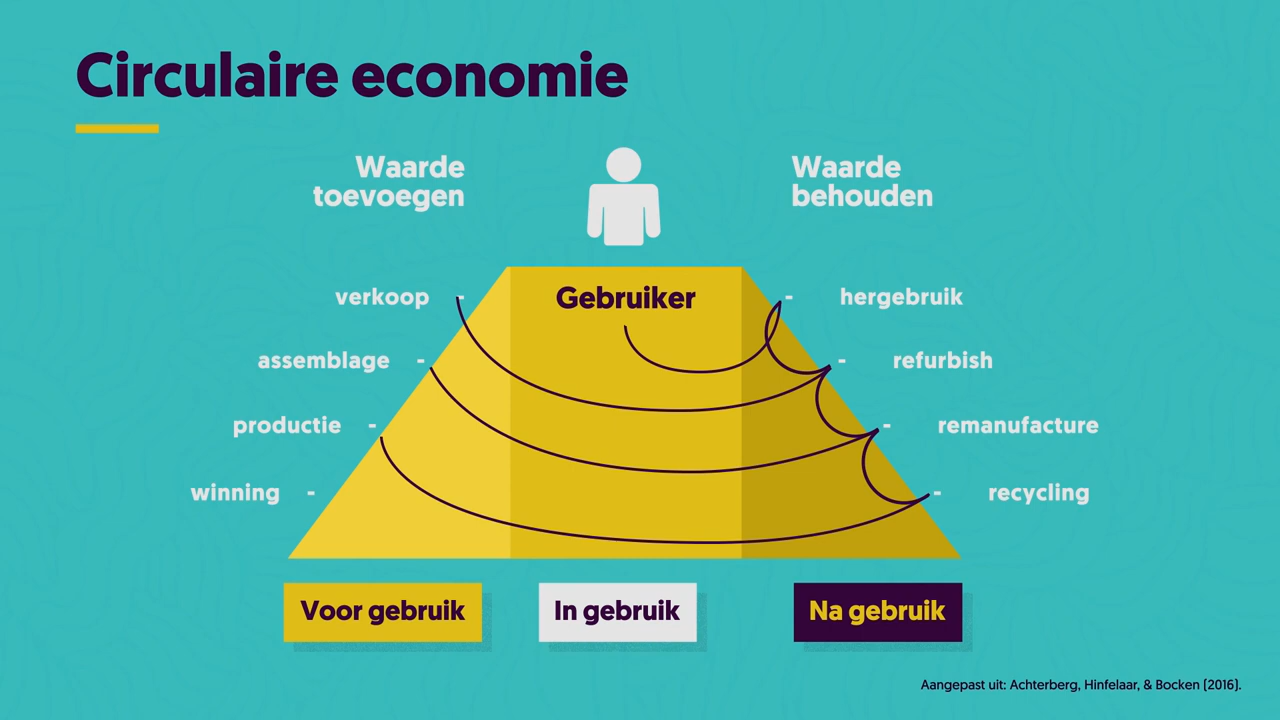 Circulaire economie
Waarde
toevoegen
Waarde
behouden
verkoop -
Gebruiker
- hergebruik
assemblage -
- refurbish
productie -
- remanufacture
winning -
- recycling
Voor gebruik
In gebruik
Na gebruik
Aangepast uit: Achterberg, Hinfelaar, & Bocken (2016).